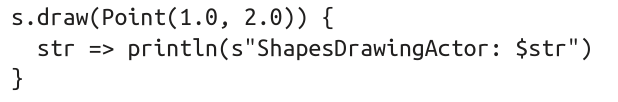 s.draw(Point(1.0, 2.0)) {
  str => println(s"ShapesDrawingActor: $str")
}